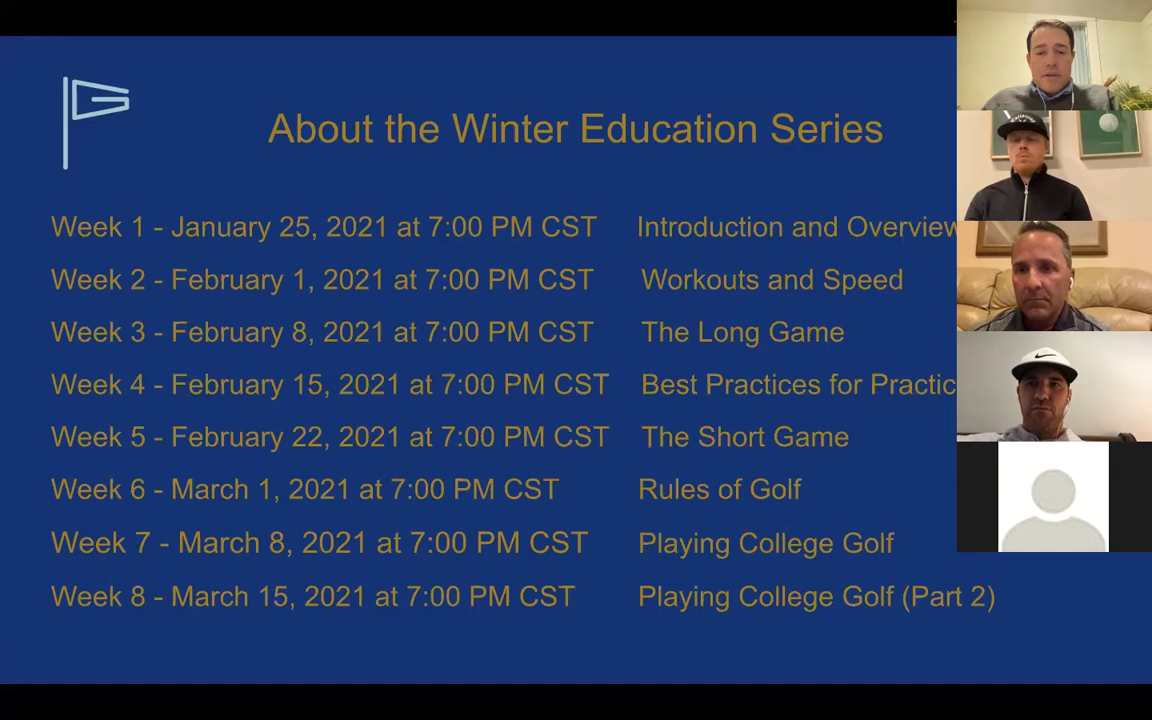 About the Winter Education Series
Week 1 - January 25, 2021 at 7:00 PM CST Introduction and Overview
Week 2 - February 1, 2021 at 7:00 PM CST Workouts and Speed
Week 3 - February 8, 2021 at 7:00 PM CST The Long Game
Week 4 - February 15, 2021 at 7:00 PM CST Best Practices for Practic
Week 5 - February 22, 2021 at 7:00 PM CST The Short Game
Week 6 - March 1, 2021 at 7:00 PM CST Rules of Golf
Week 7 - March 8, 2021 at 7:00 PM CST Playing College Golf
Week 8 - March 15, 2021 at 7:00 PM CST Playing College Golf (Part 2)